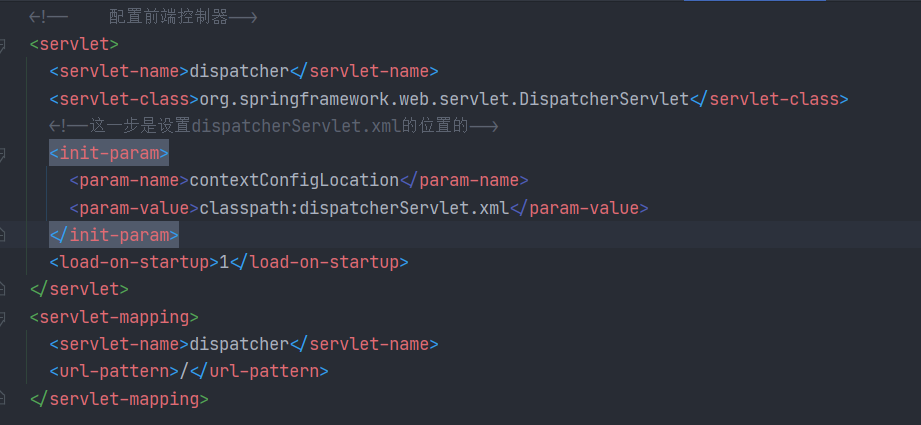 <!--    配置前端控制器-->
<servlet>
<servlet-name>dispatcher</servlet-name>
<servlet-class>org.springframework.web.servlet.DispatcherServlet</servlet-class>
<!--这一步是设置dispatcherServlet.xml的位置的-->
<init-param>
<param-name>contextConfigLocation</param-name>
<param-value>classpath:dispatcherServlet.xml</param-value>
</init-param>
<load-on-startup>1</load-on-startup>
</servlet>
<servlet-mapping>
<servlet-name>dispatcher</servlet-name>
<url-pattern>/</url-pattern>
</servlet-mapping>